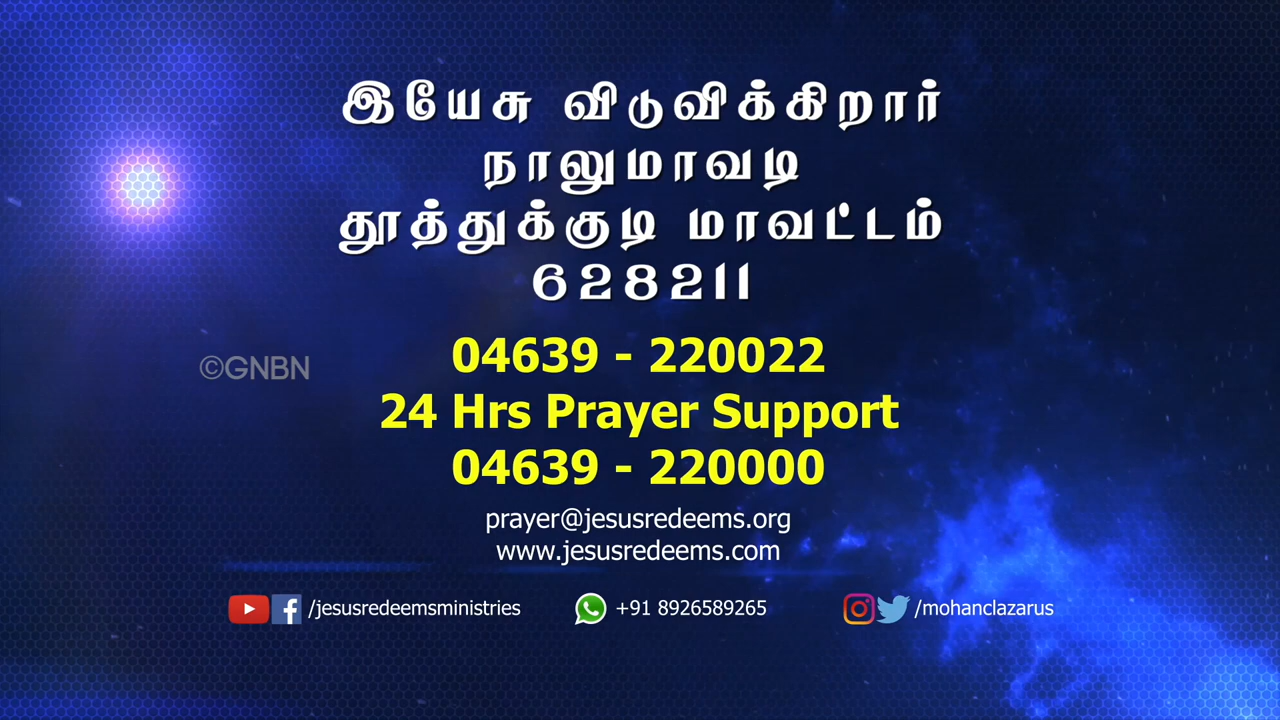 இயேசு விடுவிக்கிறார்
நாலுமாவடி
தூத்துக்குடி மாவட்டம்
628211
04639 - 220022
©GNBN
24 Hrs Prayer Support
04639 - 220000
prayer@jesusredeems.org
www.jesusredeems.com
/jesusredeemsministries +91 8926589265 /mohanclazarus